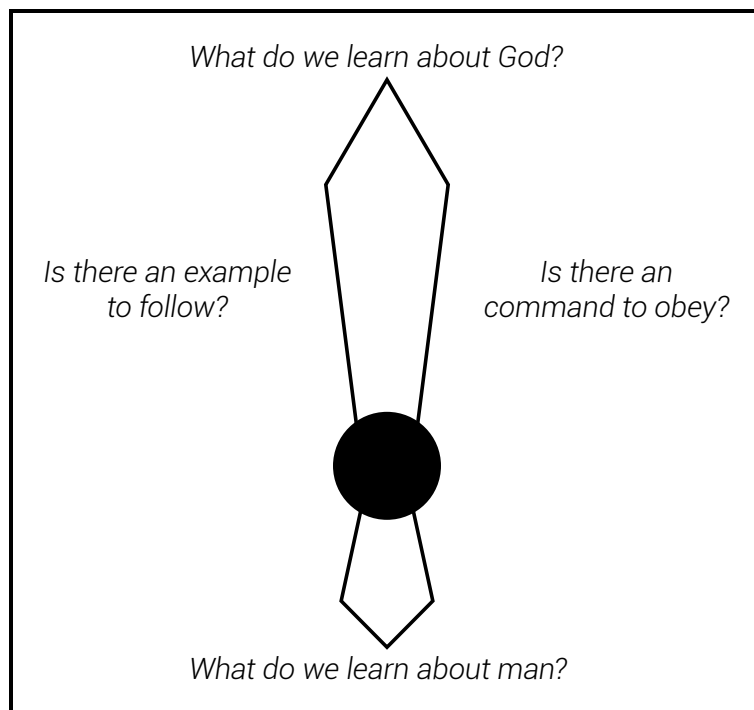 What do we learn about God?
Is there an example
to follow?
Is there an
command to obey?
What do we learn about man?